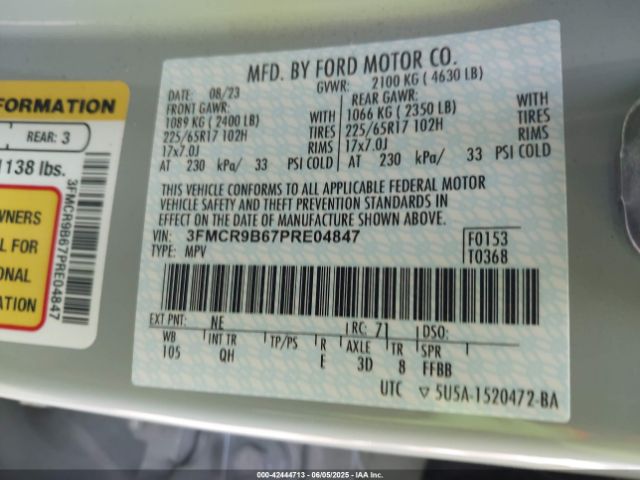 MFD. BY FORD MOTOR CO.
DATE: 08/23 GVWR: 2100 KG ( 4630 LB)
FRONT GAWR: REAR GAWR:
1089 KG ( 2400 LB) WITH 1066 KG ( 2350 LB) WITH
225/65R17 102H TIRES 225/65R17 102H TIRES
17x7.0J RIMS 17x7.0J RIMS
AT 230 kPa/ 33 PSI COLD AT 230 kPa/ 33 PSI COLD
THIS VEHICLE CONFORMS TO ALL APPLICABLE FEDERAL MOTOR
VEHICLE SAFETY AND THEFT PREVENTION STANDARDS IN
EFFECT ON THE DATE OF MANUFACTURE SHOWN ABOVE.
VIN: 3FMCR9B67PRE04847 F0153
TYPE: MPV T0368
EXT PNT: NE RC: 71 DSO:
WB INT TR TP/PS R AXLE TR SPR
105 QH E 3D 8 FFBB
UTC ▽ 5U5A-1520472-BA
FORMATION
REAR: 3
1138 lbs.
WNERS
L FOR
ONAL
ATION
3FMCR9B67PRE04847
000-42444713 - 06/05/2025 - IAA Inc.